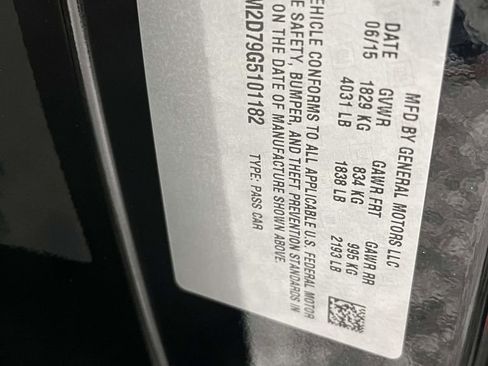 MFD BY GENERAL MOTORS LLC
DATE GVWR GAWR FRT GAWR RR
06/15 1829 KG 834 KG 995 KG
4031 LB 1838 LB 2193 LB
VEHICLE CONFORMS TO ALL APPLICABLE U.S. FEDERAL MOTOR
SAFETY, BUMPER, AND THEFT PREVENTION STANDARDS IN
ON THE DATE OF MANUFACTURE SHOWN ABOVE.
M2D79G5101182 TYPE: PASS CAR